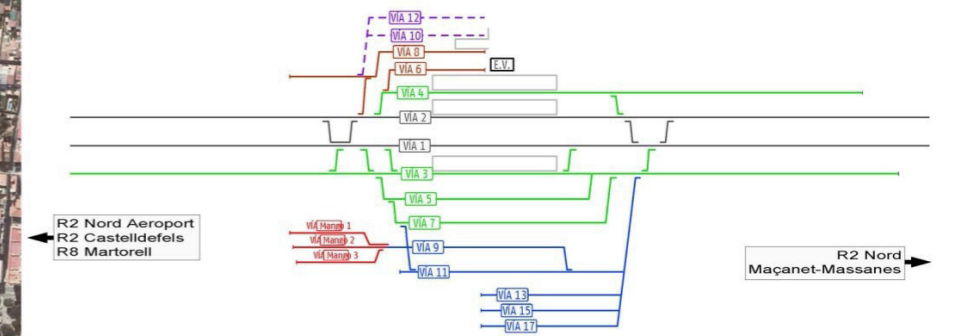 VÍA 12
VÍA 10
VÍA 8
VÍA 6
E.V.
VÍA 4
VÍA 2
VÍA 1
VÍA 3
VÍA 5
VÍA 7
VÍA Mango 1
VÍA Mango 2
VÍA Mango 3
VÍA 9
VÍA 11
VÍA 13
VÍA 15
VÍA 17
R2 Nord Aeroport
R2 Castelldefels
R8 Martorell
R2 Nord
Maçanet-Massanes